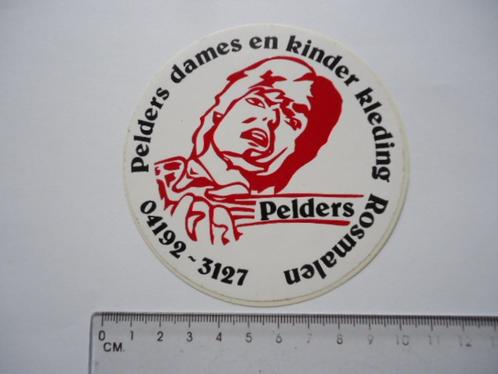 Pelders dames en kinder kleding Rosmalen
Pelders
04192~3127
0 1 2 3 4 5 6 7 8 9 10 11 12
CM.